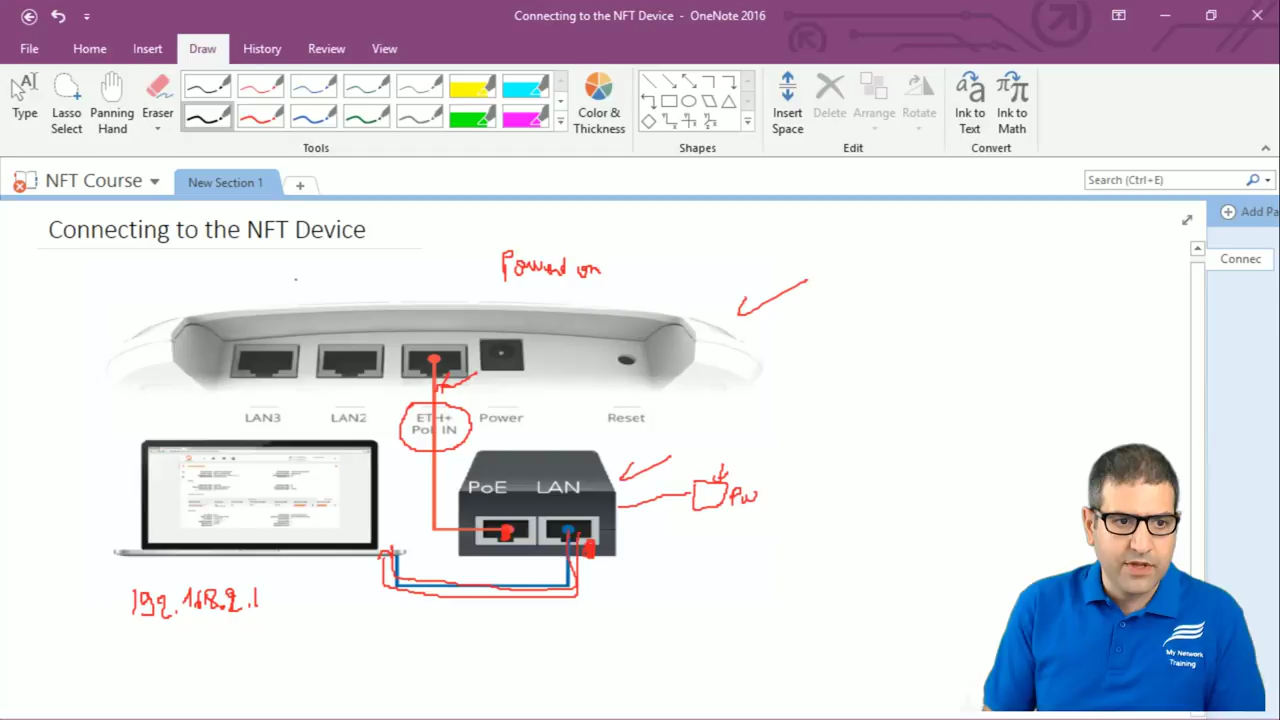 Connecting to the NFT Device - OneNote 2016
File Home Insert Draw History Review View
Type
Lasso Select
Panning Hand
Eraser
Color & Thickness
Insert Space
Delete
Arrange
Rotate
Ink to Text
Ink to Math
Tools
Shapes
Edit
Convert
NFT Course
New Section 1
Search (Ctrl+E)
Add Pa
Connec
Connecting to the NFT Device
Powered on
LAN3 LAN2 ETH+ PoE IN Power Reset
PoE LAN
PW
192.168.2.1
My Network
Training